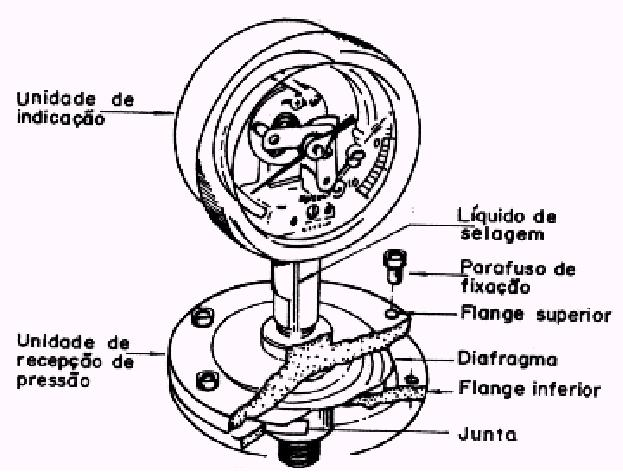 Unidade de
indicação
Líquido de
selagem
Parafuso de
fixação
Flange superior
Unidade de
recepção de
pressão
Diafragma
Flange inferior
Junta